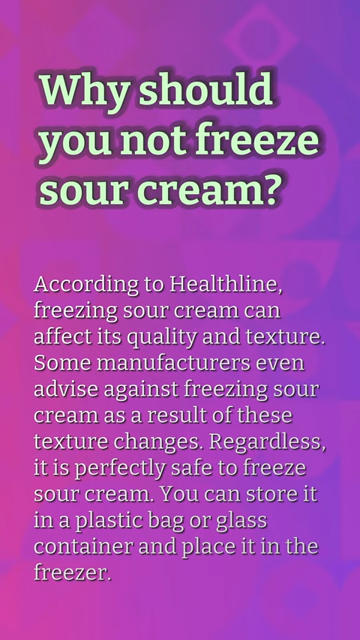 Why should
you not freeze
sour cream?
According to Healthline,
freezing sour cream can
affect its quality and texture.
Some manufacturers even
advise against freezing sour
cream as a result of these
texture changes. Regardless,
it is perfectly safe to freeze
sour cream. You can store it
in a plastic bag or glass
container and place it in the
freezer.